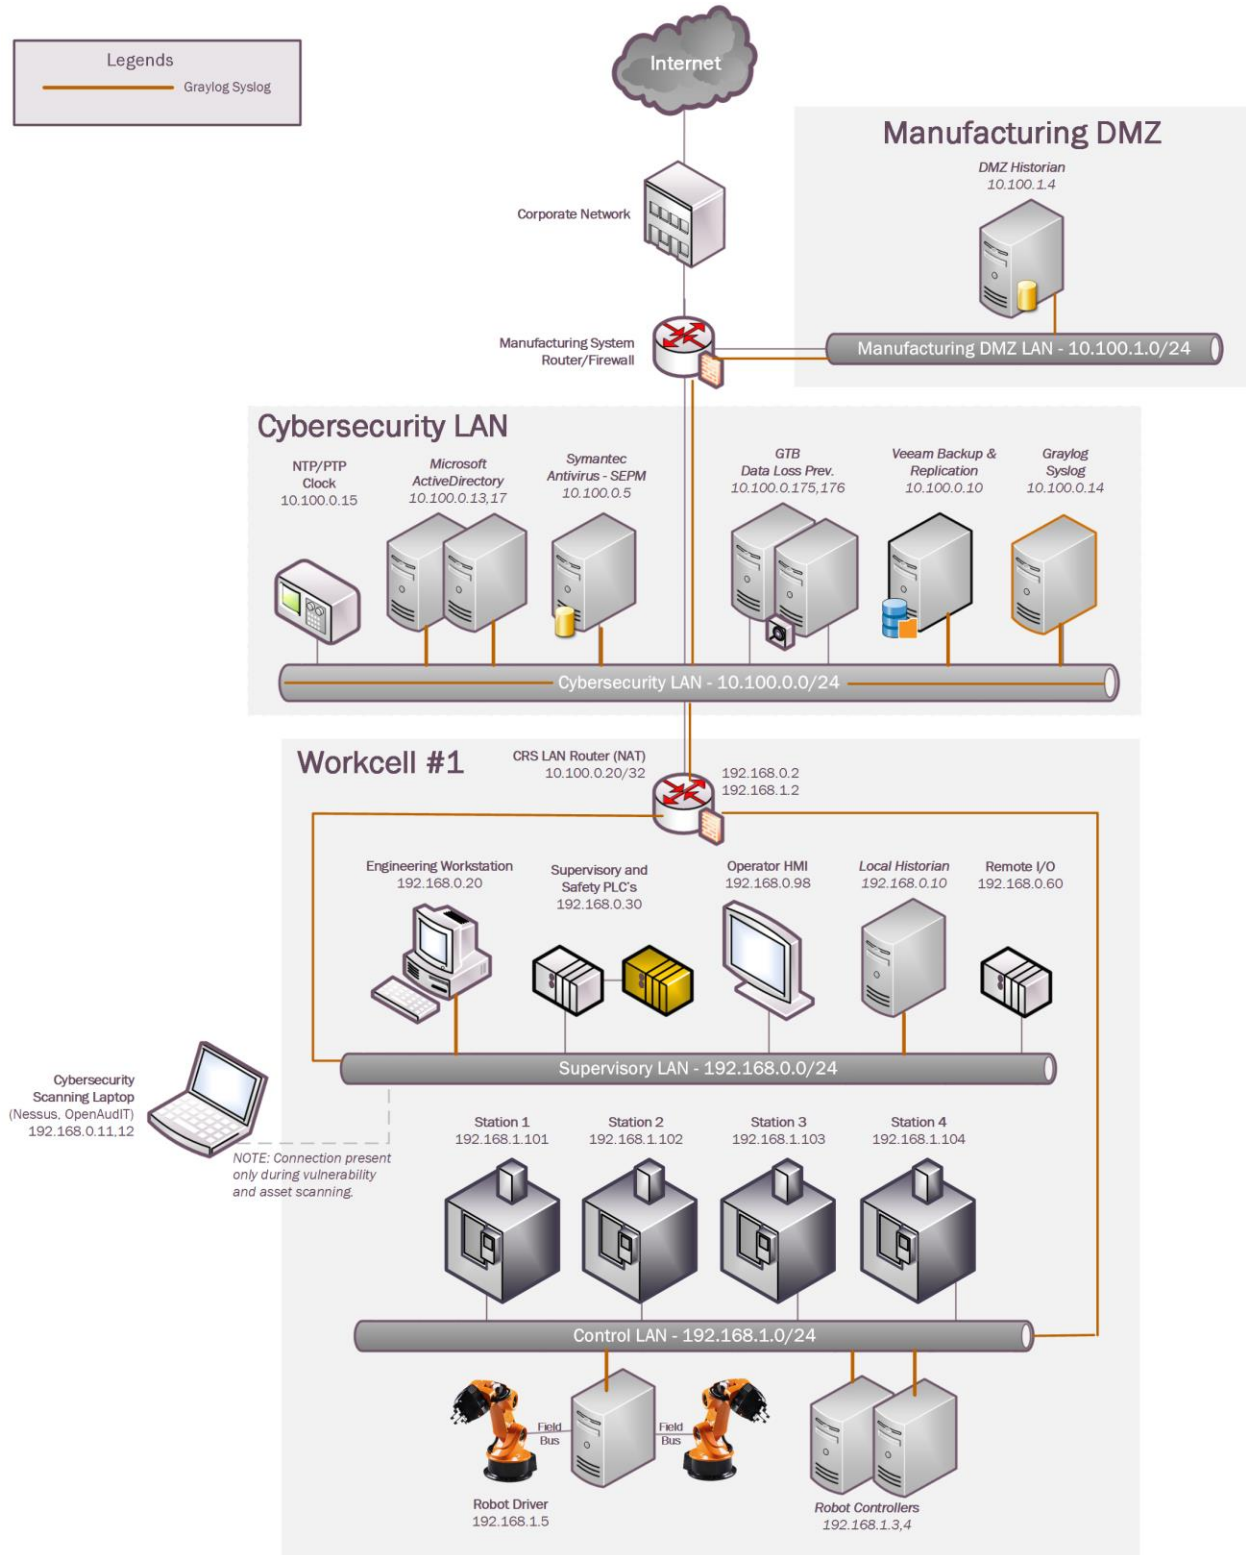 Legends
Graylog Syslog
Internet
Manufacturing DMZ
DMZ Historian
10.100.1.4
Corporate Network
Manufacturing System
Router/Firewall
Manufacturing DMZ LAN - 10.100.1.0/24
Cybersecurity LAN
NTP/PTP
Clock
10.100.0.15
Microsoft
ActiveDirectory
10.100.0.13,17
Symantec
Antivirus - SEPM
10.100.0.5
GTB
Data Loss Prev.
10.100.0.175,176
Veeam Backup &
Replication
10.100.0.10
Graylog
Syslog
10.100.0.14
Cybersecurity LAN - 10.100.0.0/24
Workcell #1
CRS LAN Router (NAT)
10.100.0.20/32
192.168.0.2
192.168.1.2
Engineering Workstation
192.168.0.20
Supervisory and
Safety PLC's
192.168.0.30
Operator HMI
192.168.0.98
Local Historian
192.168.0.10
Remote I/O
192.168.0.60
Supervisory LAN - 192.168.0.0/24
Cybersecurity
Scanning Laptop
(Nessus, OpenAudIT)
192.168.0.11,12
NOTE: Connection present
only during vulnerability
and asset scanning.
Station 1
192.168.1.101
Station 2
192.168.1.102
Station 3
192.168.1.103
Station 4
192.168.1.104
Control LAN - 192.168.1.0/24
Field
Bus
Field
Bus
Robot Driver
192.168.1.5
Robot Controllers
192.168.1.3,4